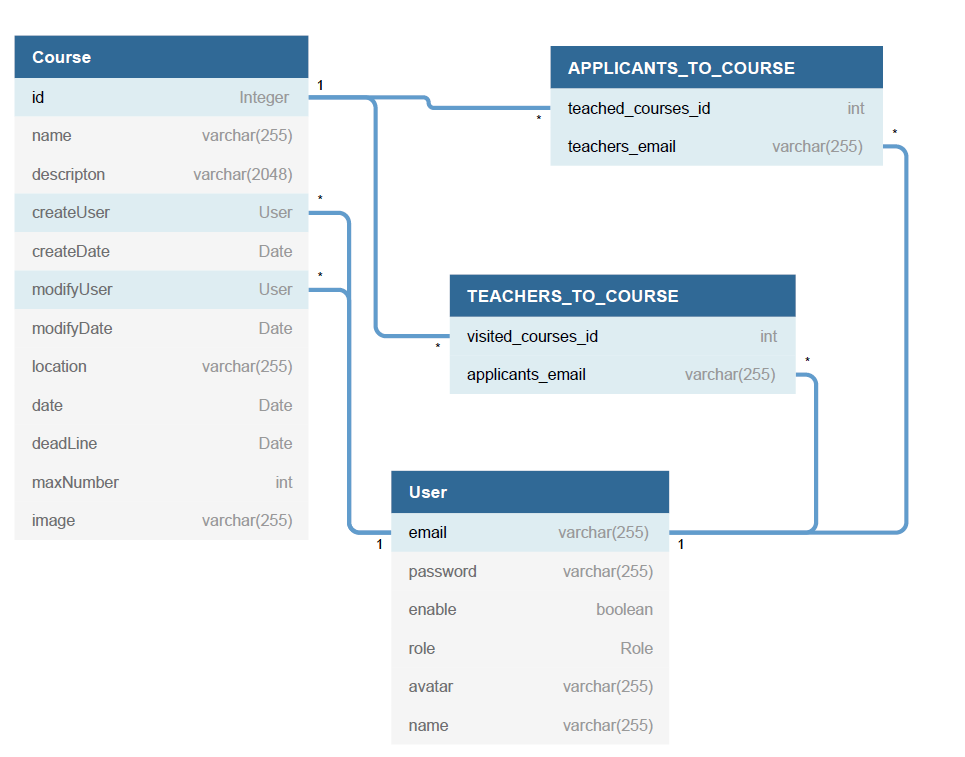 Course
id Integer
name varchar(255)
descripton varchar(2048)
createUser User
createDate Date
modifyUser User
modifyDate Date
location varchar(255)
date Date
deadLine Date
maxNumber int
image varchar(255)
1
*
*
APPLICANTS_TO_COURSE
teached_courses_id int
teachers_email varchar(255)
*
*
TEACHERS_TO_COURSE
visited_courses_id int
applicants_email varchar(255)
*
*
User
email varchar(255)
password varchar(255)
enable boolean
role Role
avatar varchar(255)
name varchar(255)
1
1